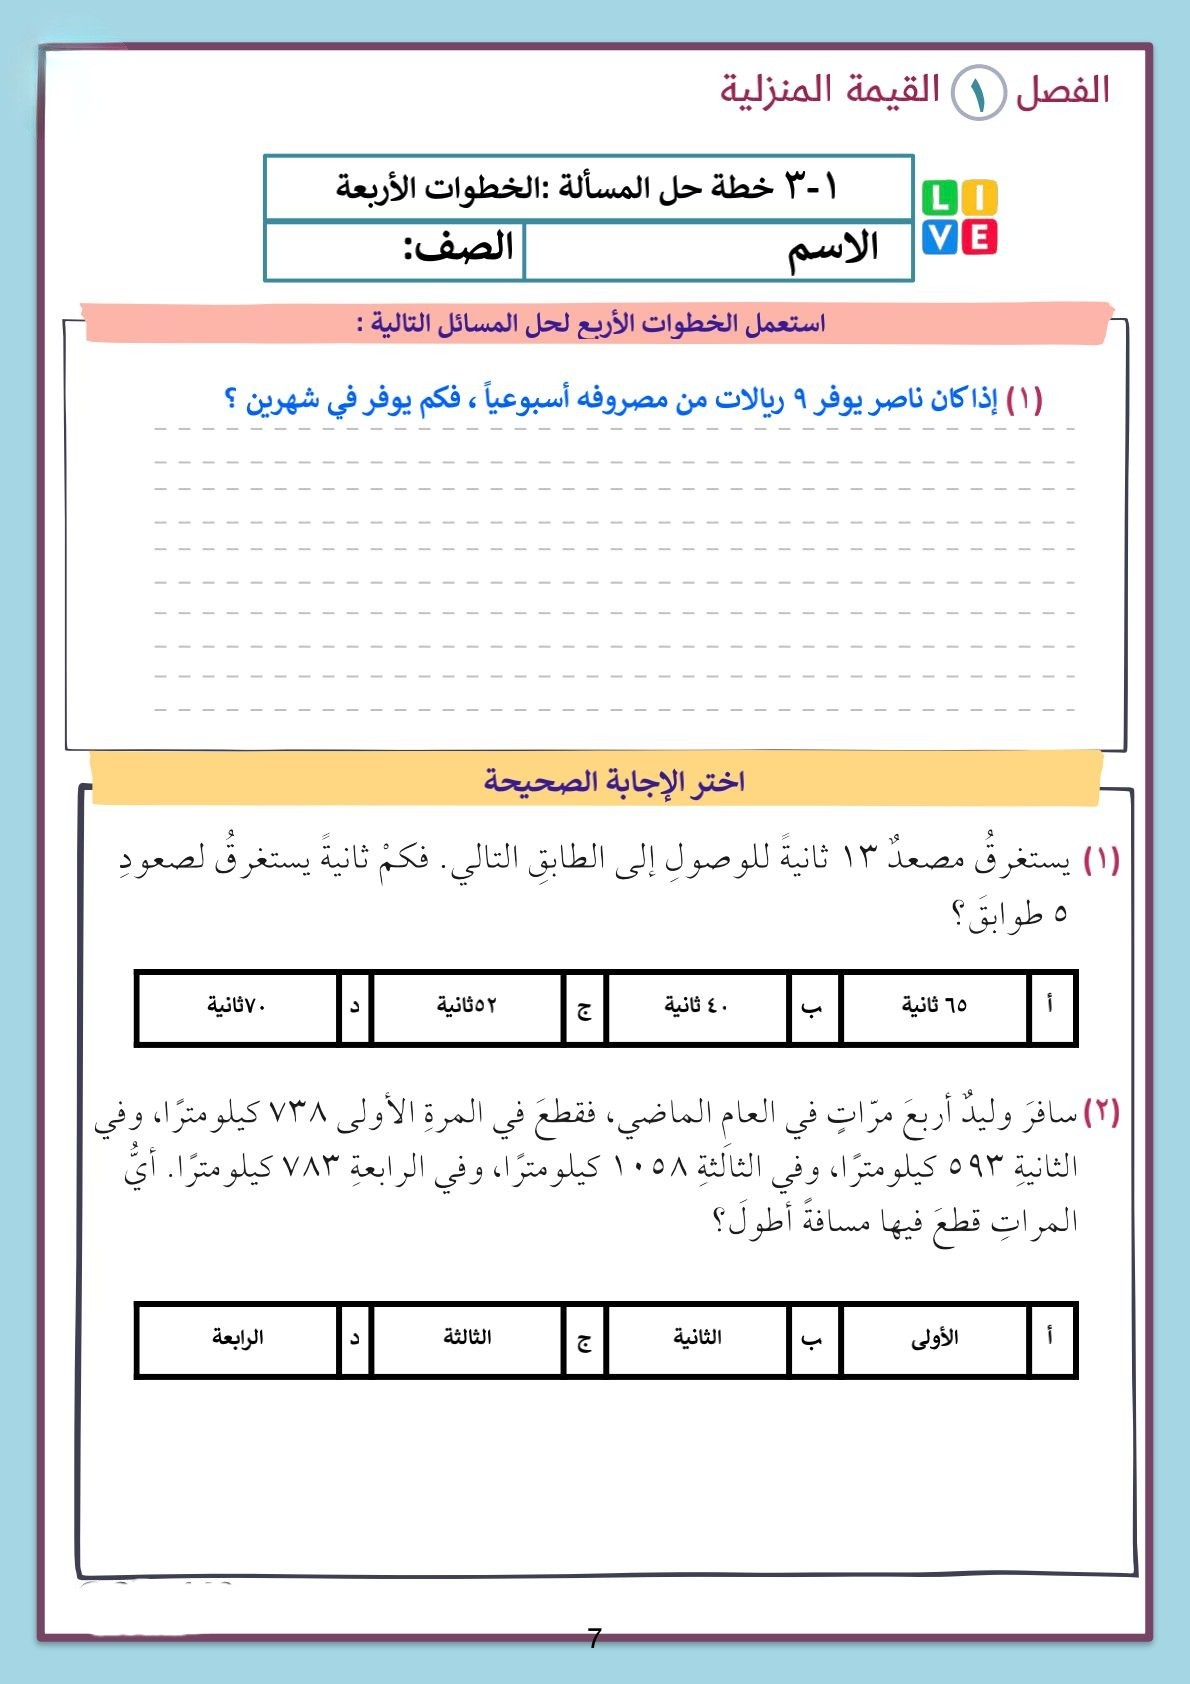 الفصل ١ القيمة المنزلية
١-٣ خطة حل المسألة :الخطوات الأربعة
LI
VE
الاسم
الصف:
استعمل الخطوات الأربع لحل المسائل التالية :
(١) إذا كان ناصر يوفر ٩ ريالات من مصروفه أسبوعياً ، فكم يوفر في شهرين ؟
اختر الإجابة الصحيحة
(١) يستغرقُ مصعدٌ ١٣ ثانيةً للوصولِ إلى الطابقِ التالي. فكمْ ثانيةً يستغرقُ لصعودِ
٥ طوابقَ؟
أ ٦٥ ثانية ب ٤٠ ثانية ج ٥٢ثانية د ٧٠ثانية
(٢) سافرَ وليدٌ أربعَ مرّاتٍ في العامِ الماضي، فقطعَ في المرةِ الأولى ٧٣٨ كيلومترًا، وفي
الثانيةِ ٥٩٣ كيلومترًا، وفي الثالثةِ ١٠٥٨ كيلومترًا، وفي الرابعةِ ٧٨٣ كيلومترًا. أيُّ
المراتِ قطعَ فيها مسافةً أطولَ؟
أ الأولى ب الثانية ج الثالثة د الرابعة
7